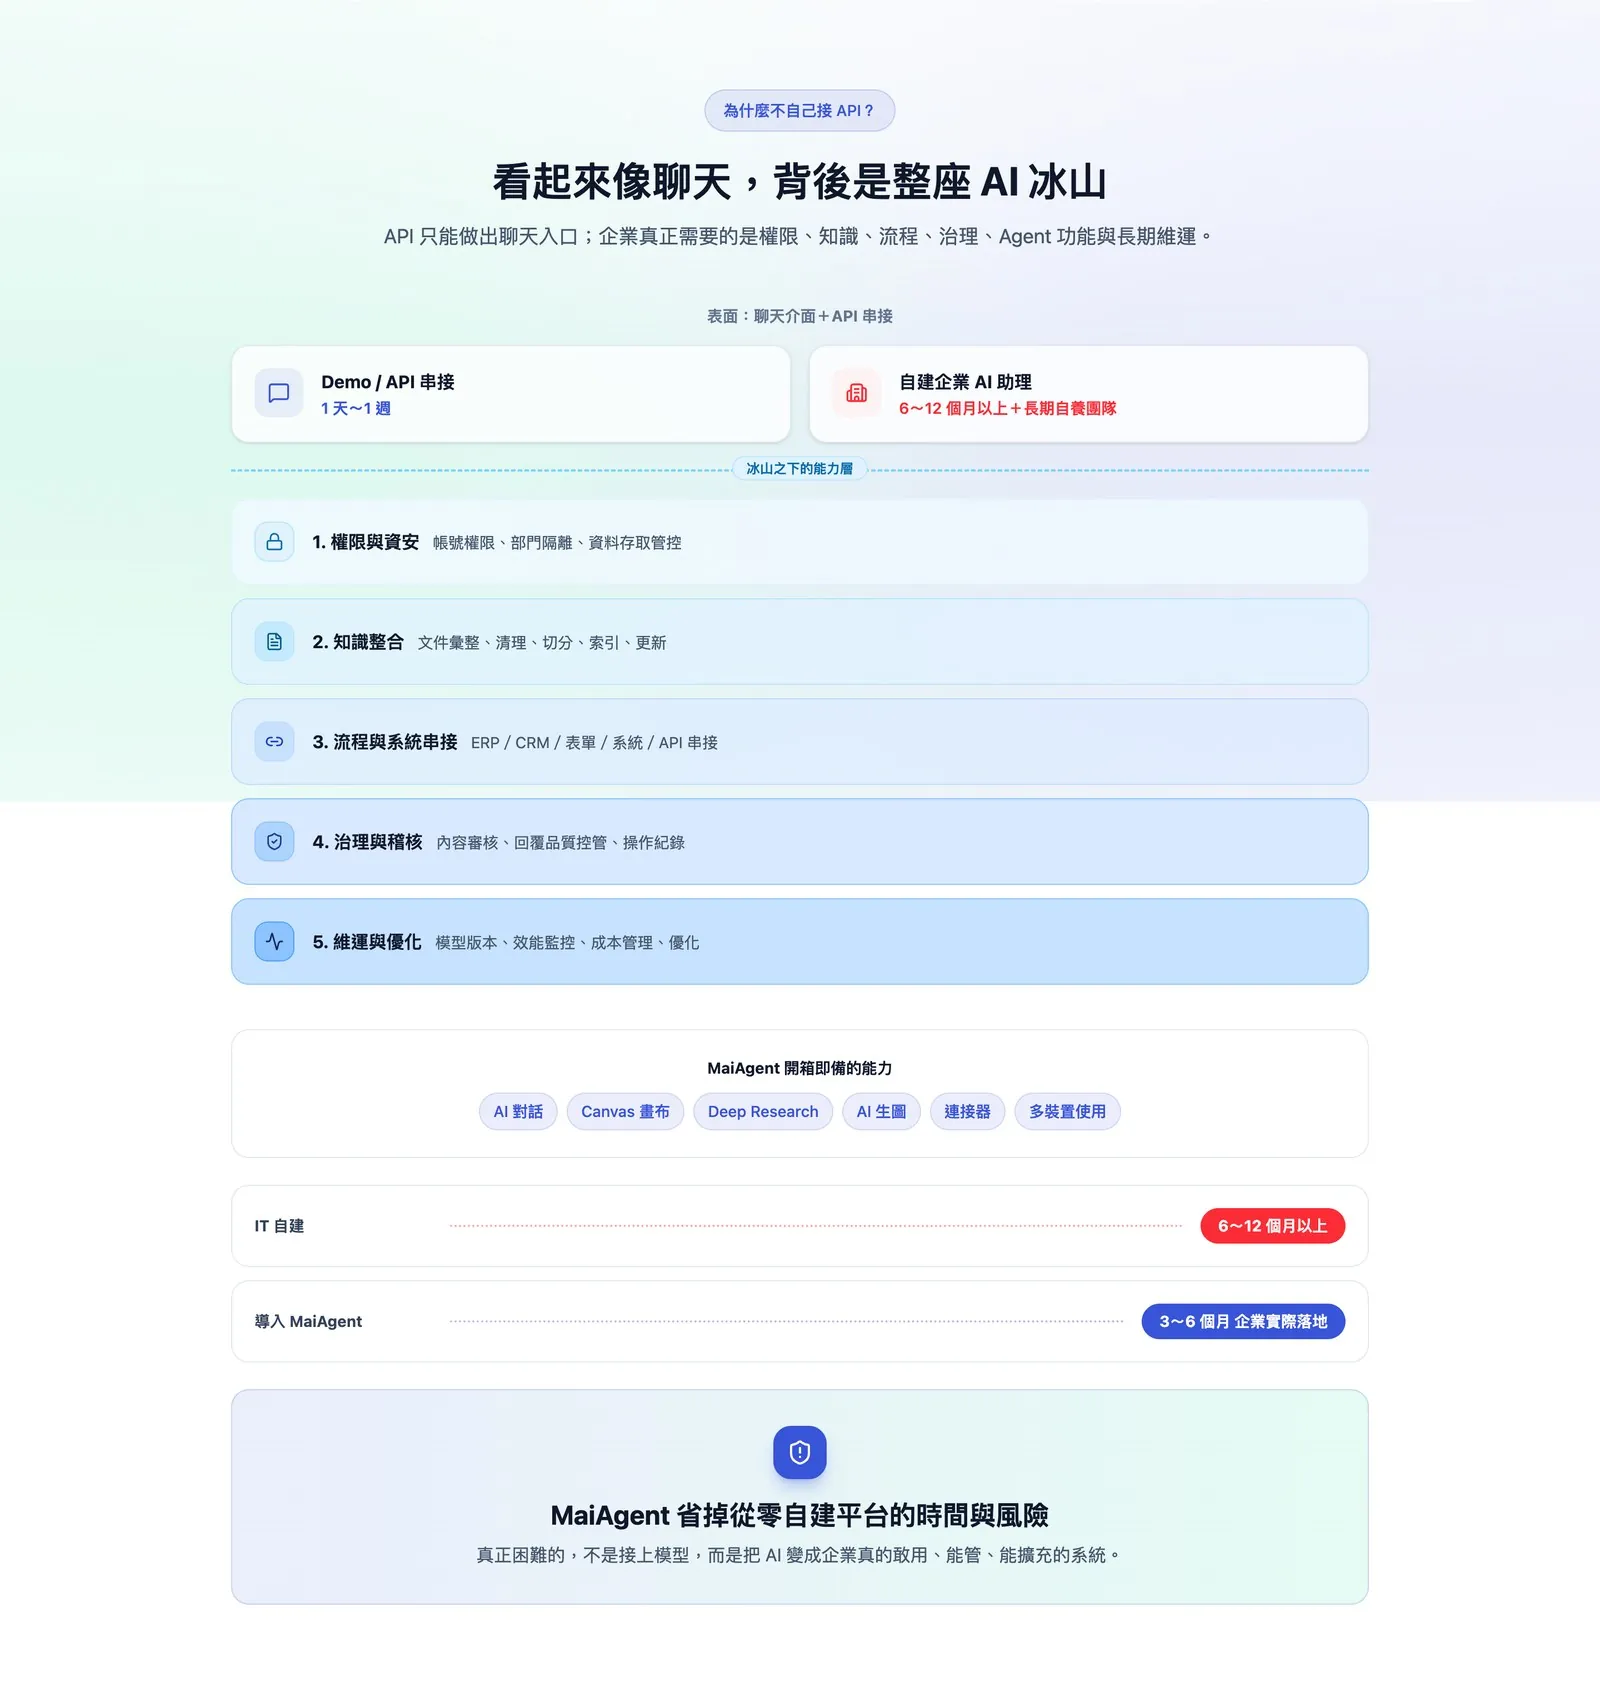 為什麼不自己接 API？
看起來像聊天，背後是整座 AI 冰山
API 只能做出聊天入口；企業真正需要的是權限、知識、流程、治理、Agent 功能與長期維運。
表面：聊天介面＋API 串接
Demo / API 串接
1 天～1 週
自建企業 AI 助理
6～12 個月以上＋長期自養團隊
冰山之下的能力層
1. 權限與資安 帳號權限、部門隔離、資料存取管控
2. 知識整合 文件彙整、清理、切分、索引、更新
3. 流程與系統串接 ERP / CRM / 表單 / 系統 / API 串接
4. 治理與稽核 內容審核、回覆品質控管、操作紀錄
5. 維運與優化 模型版本、效能監控、成本管理、優化
MaiAgent 開箱即備的能力
AI 對話 Canvas 畫布 Deep Research AI 生圖 連接器 多裝置使用
IT 自建 6～12 個月以上
導入 MaiAgent 3～6 個月 企業實際落地
MaiAgent 省掉從零自建平台的時間與風險
真正困難的，不是接上模型，而是把 AI 變成企業真的敢用、能管、能擴充的系統。